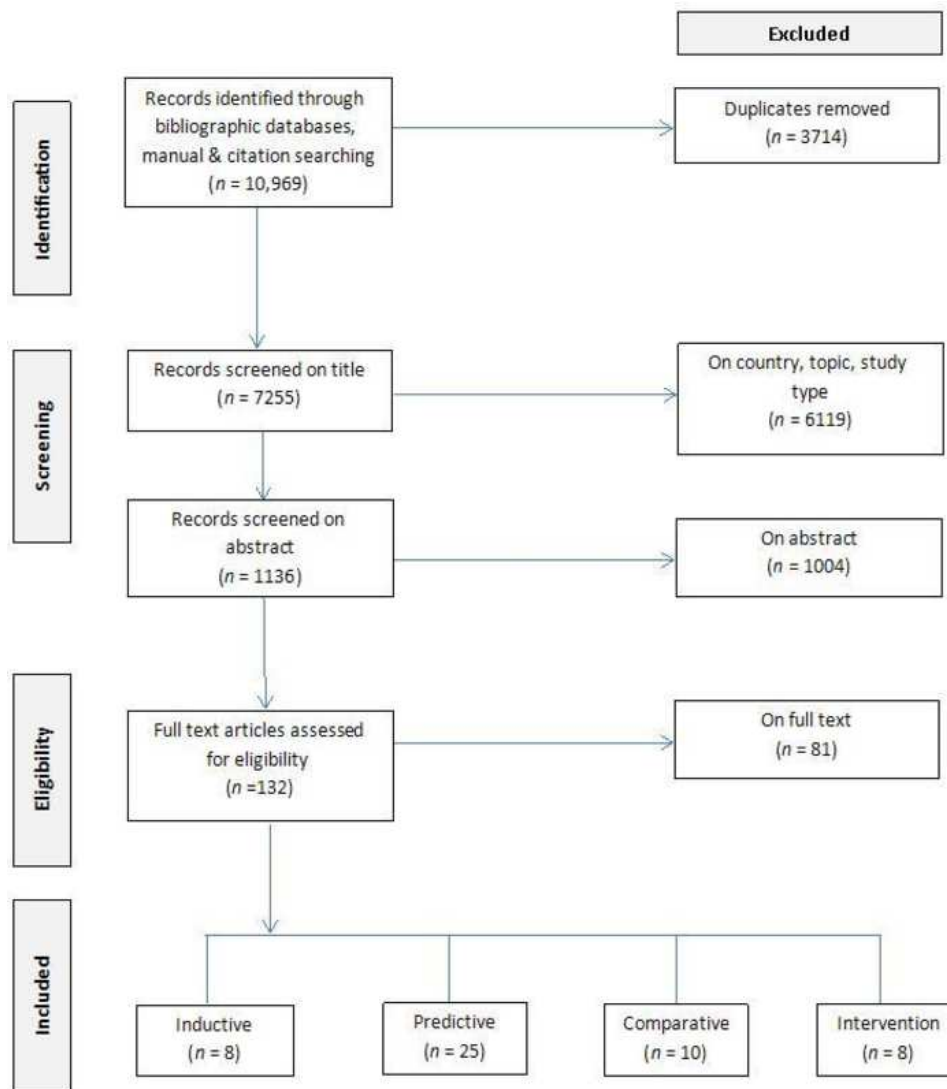 Excluded
Identification
Records identified through
bibliographic databases,
manual & citation searching
(n = 10,969)
Duplicates removed
(n = 3714)
Screening
Records screened on title
(n = 7255)
On country, topic, study
type
(n = 6119)
Records screened on
abstract
(n = 1136)
On abstract
(n = 1004)
Eligibility
Full text articles assessed
for eligibility
(n =132)
On full text
(n = 81)
Included
Inductive
(n = 8)
Predictive
(n = 25)
Comparative
(n = 10)
Intervention
(n = 8)